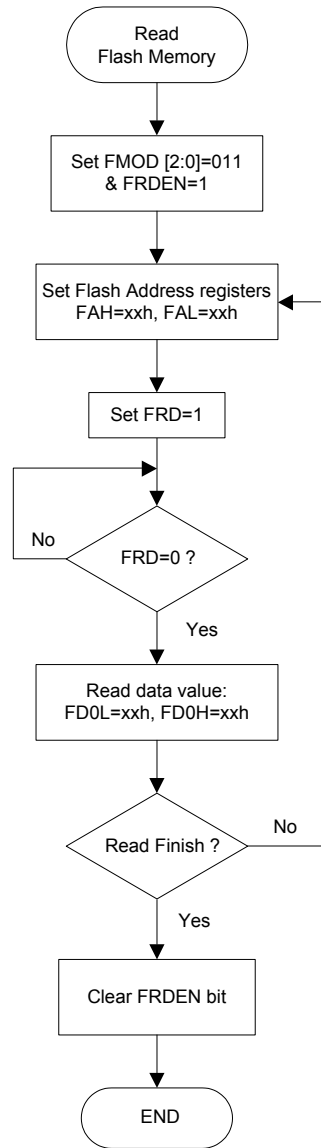 Read
Flash Memory
Set FMOD [2:0]=011
& FRDEN=1
Set Flash Address registers
FAH=xxh, FAL=xxh
Set FRD=1
No
FRD=0 ?
Yes
Read data value:
FD0L=xxh, FD0H=xxh
Read Finish ?
No
Yes
Clear FRDEN bit
END